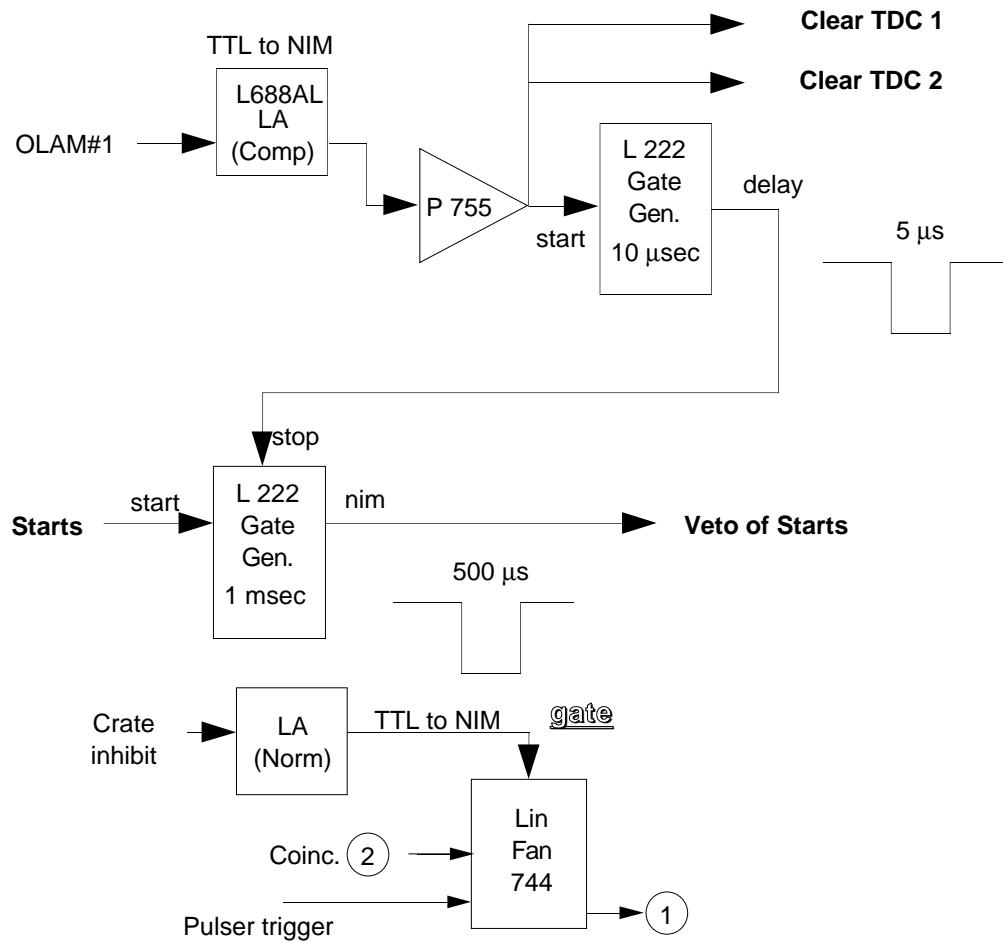 Clear TDC 1
TTL to NIM
Clear TDC 2
L688AL
LA
(Comp)
OLAM#1
P 755
start
L 222
Gate
Gen.
10 μsec
delay
5 μs
stop
Starts
start
L 222
Gate
Gen.
1 msec
nim
Veto of Starts
500 μs
Crate
inhibit
LA
(Norm)
TTL to NIM
gate
Lin
Fan
744
Coinc. 2
Pulser trigger
1